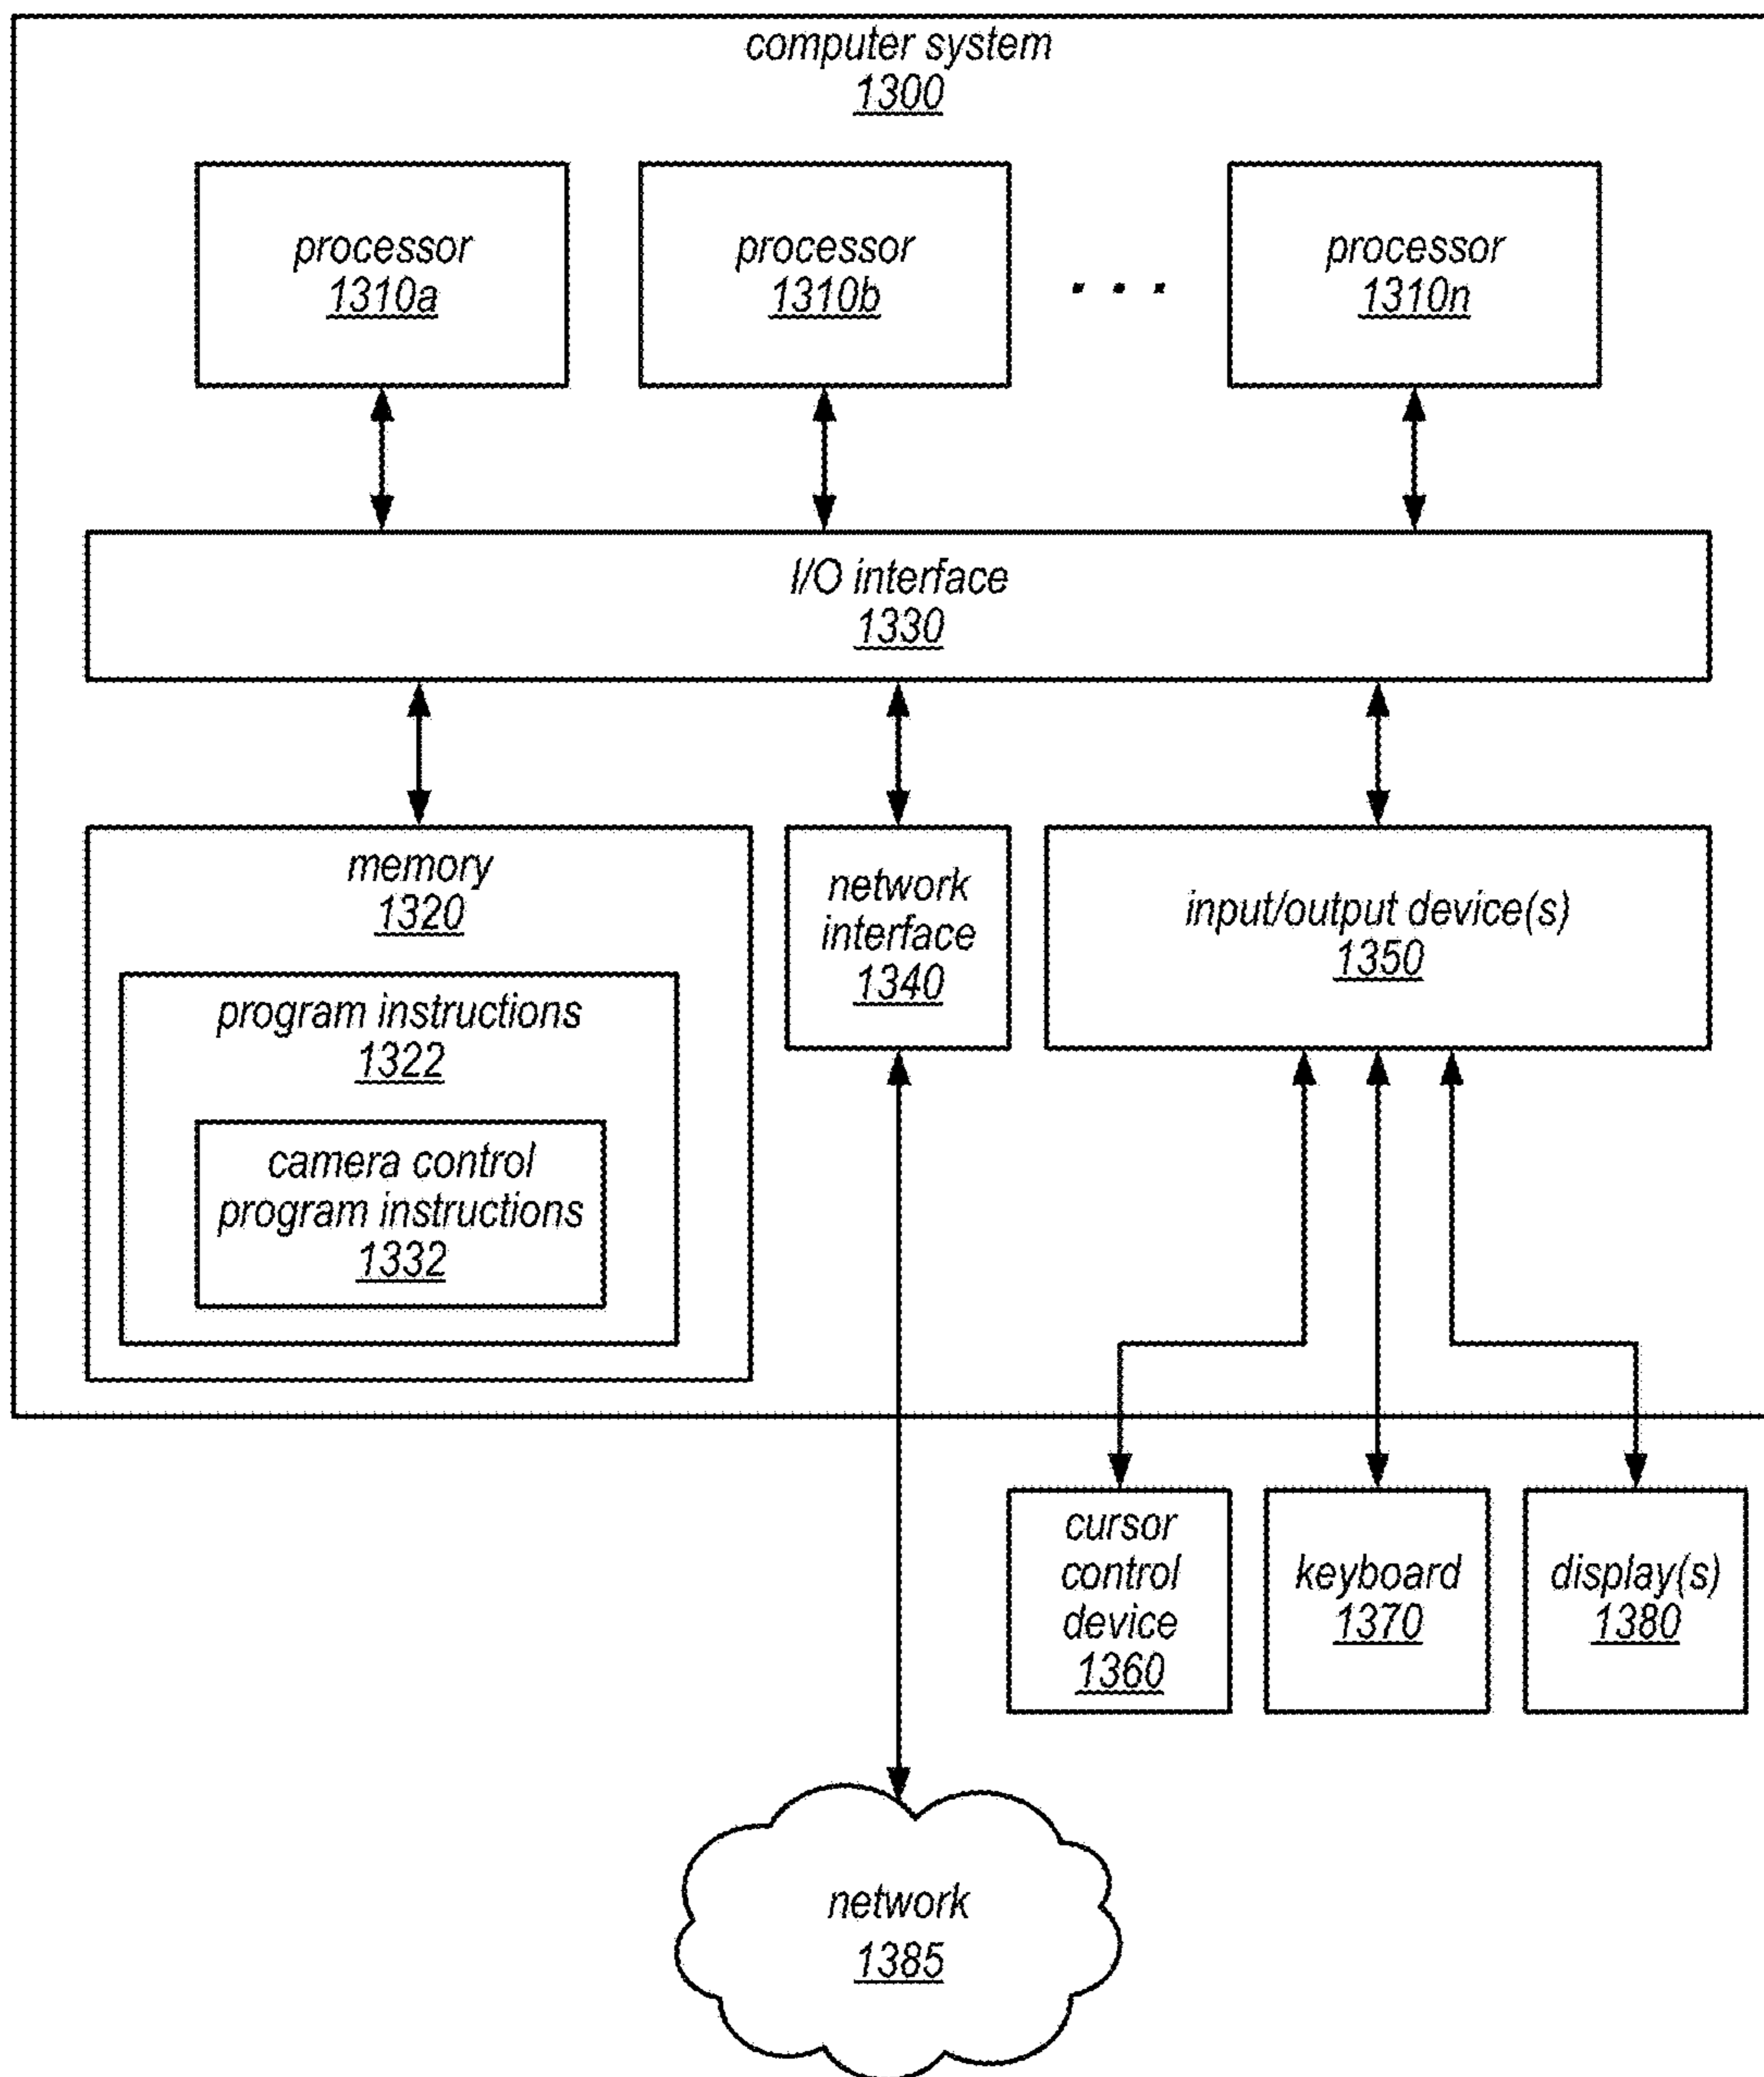 computer system
1300
processor
1310a
processor
1310b
. . .
processor
1310n
I/O interface
1330
memory
1320
program instructions
1322
camera control
program instructions
1332
network
interface
1340
input/output device(s)
1350
cursor
control
device
1360
keyboard
1370
display(s)
1380
network
1385